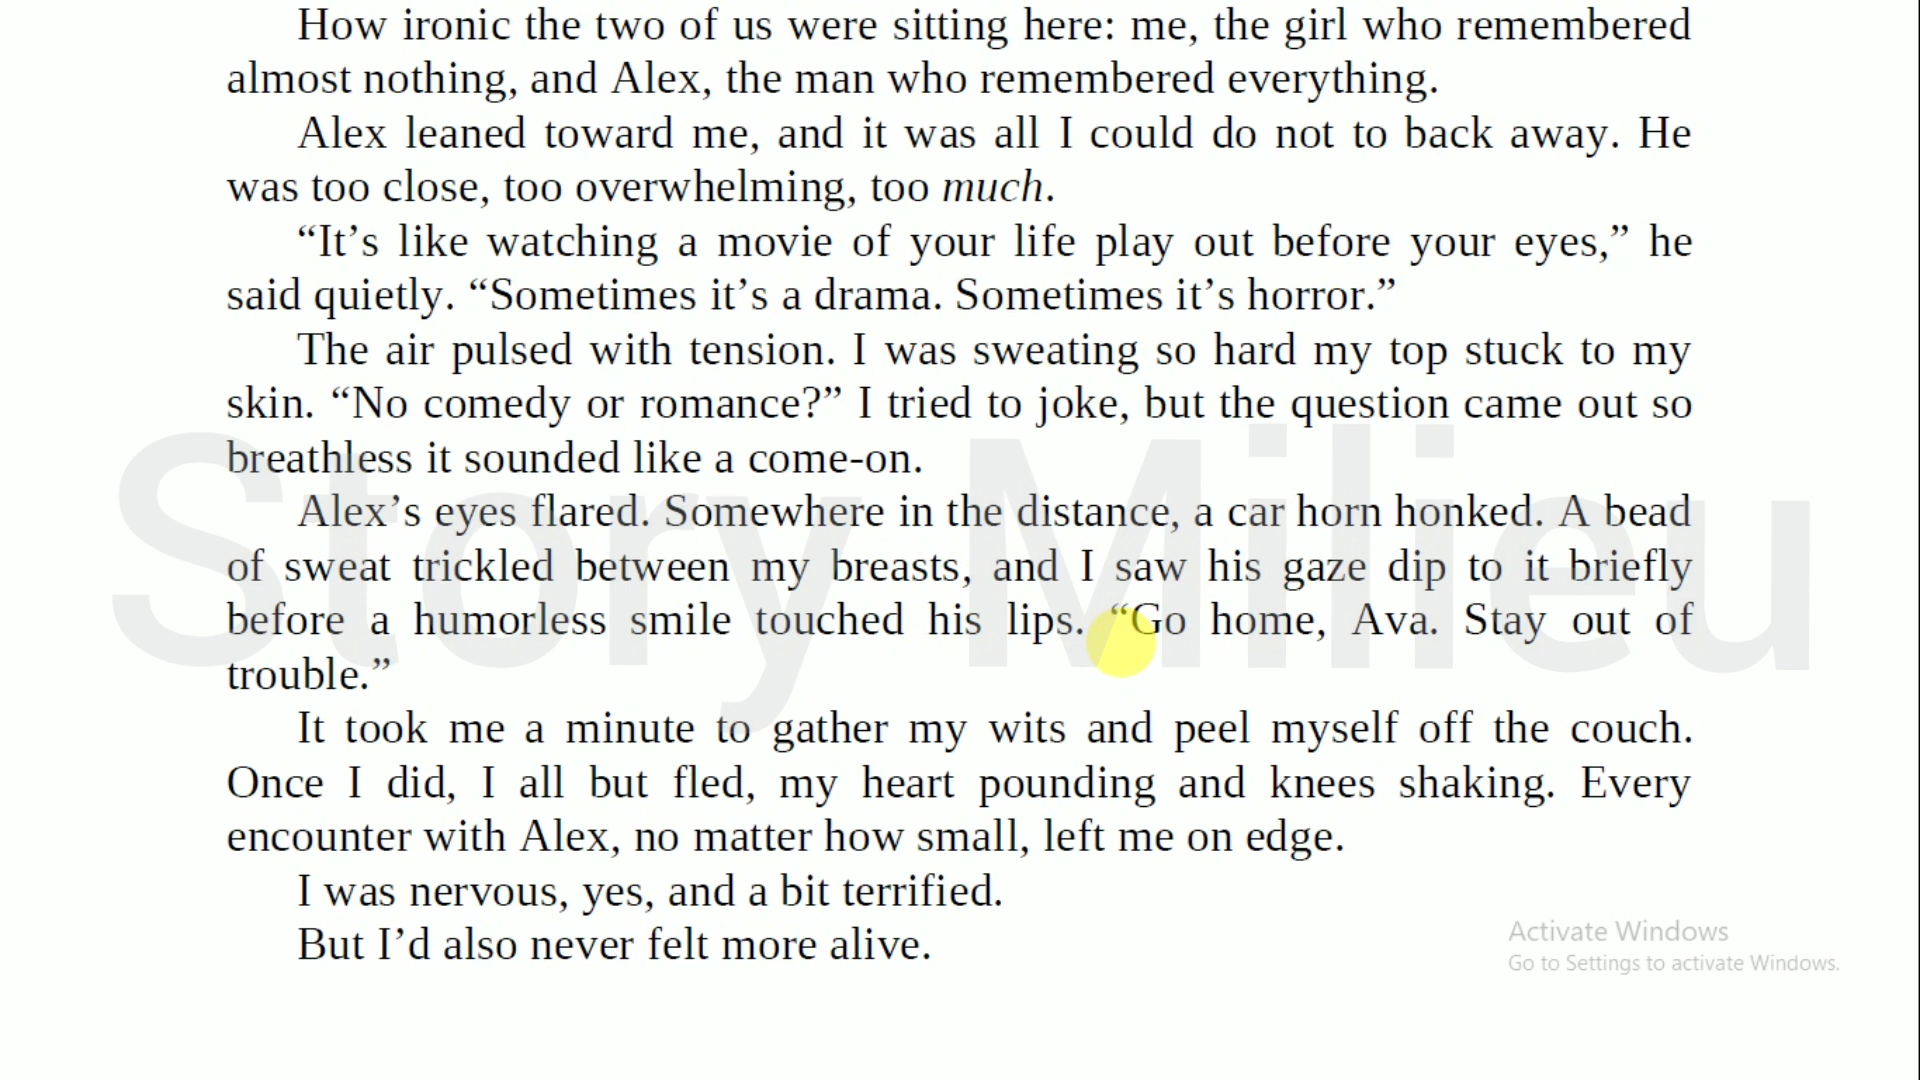 How ironic the two of us were sitting here: me, the girl who remembered
almost nothing, and Alex, the man who remembered everything.
Alex leaned toward me, and it was all I could do not to back away. He
was too close, too overwhelming, too much.
“It’s like watching a movie of your life play out before your eyes,” he
said quietly. “Sometimes it’s a drama. Sometimes it’s horror.”
The air pulsed with tension. I was sweating so hard my top stuck to my
skin. “No comedy or romance?” I tried to joke, but the question came out so
breathless it sounded like a come-on.
Alex’s eyes flared. Somewhere in the distance, a car horn honked. A bead
of sweat trickled between my breasts, and I saw his gaze dip to it briefly
before a humorless smile touched his lips. “Go home, Ava. Stay out of
trouble.”
It took me a minute to gather my wits and peel myself off the couch.
Once I did, I all but fled, my heart pounding and knees shaking. Every
encounter with Alex, no matter how small, left me on edge.
I was nervous, yes, and a bit terrified.
But I’d also never felt more alive.
Story Milieu
Activate Windows
Go to Settings to activate Windows.